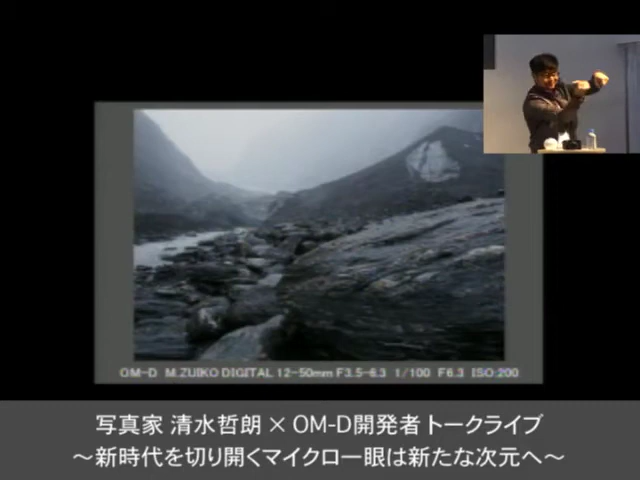 OM-D M.ZUIKO DIGITAL 12-50mm F3.5-6.3 1/100 F6.3 ISO:200
写真家 清水哲朗 × OM-D開発者 トークライブ
～新時代を切り開くマイクロ一眼は新たな次元へ～